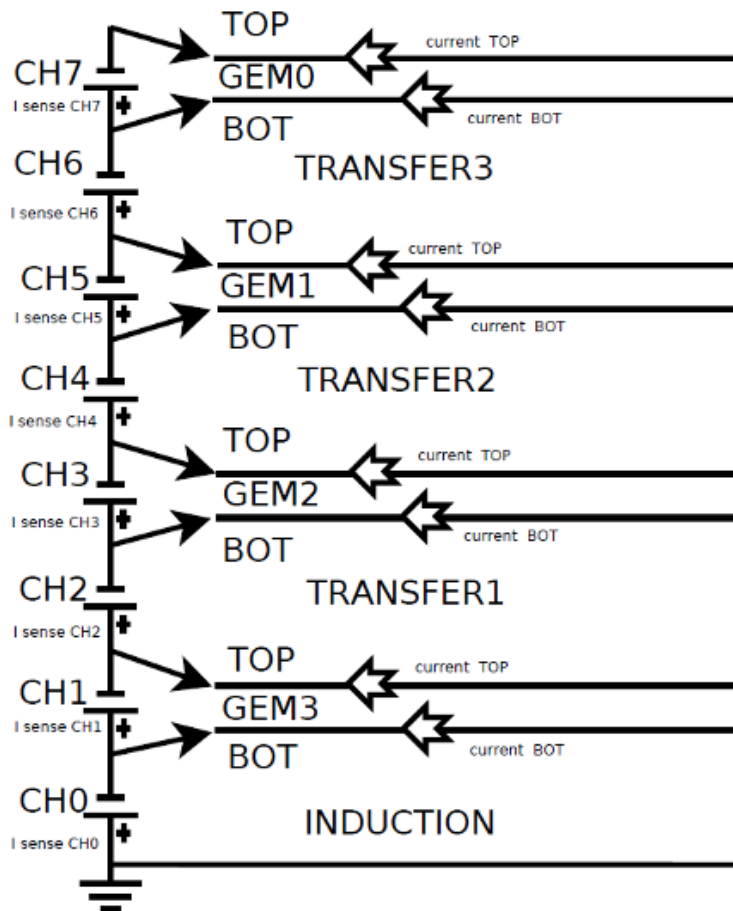 TOP
current TOP
CH7
GEM0
I sense CH7
+
current BOT
BOT
CH6
TRANSFER3
I sense CH6
+
TOP
current TOP
CH5
GEM1
I sense CH5
+
current BOT
BOT
CH4
TRANSFER2
I sense CH4
+
TOP
current TOP
CH3
GEM2
I sense CH3
+
current BOT
BOT
CH2
TRANSFER1
I sense CH2
+
TOP
current TOP
CH1
GEM3
I sense CH1
+
current BOT
BOT
CH0
INDUCTION
I sense CH0
+